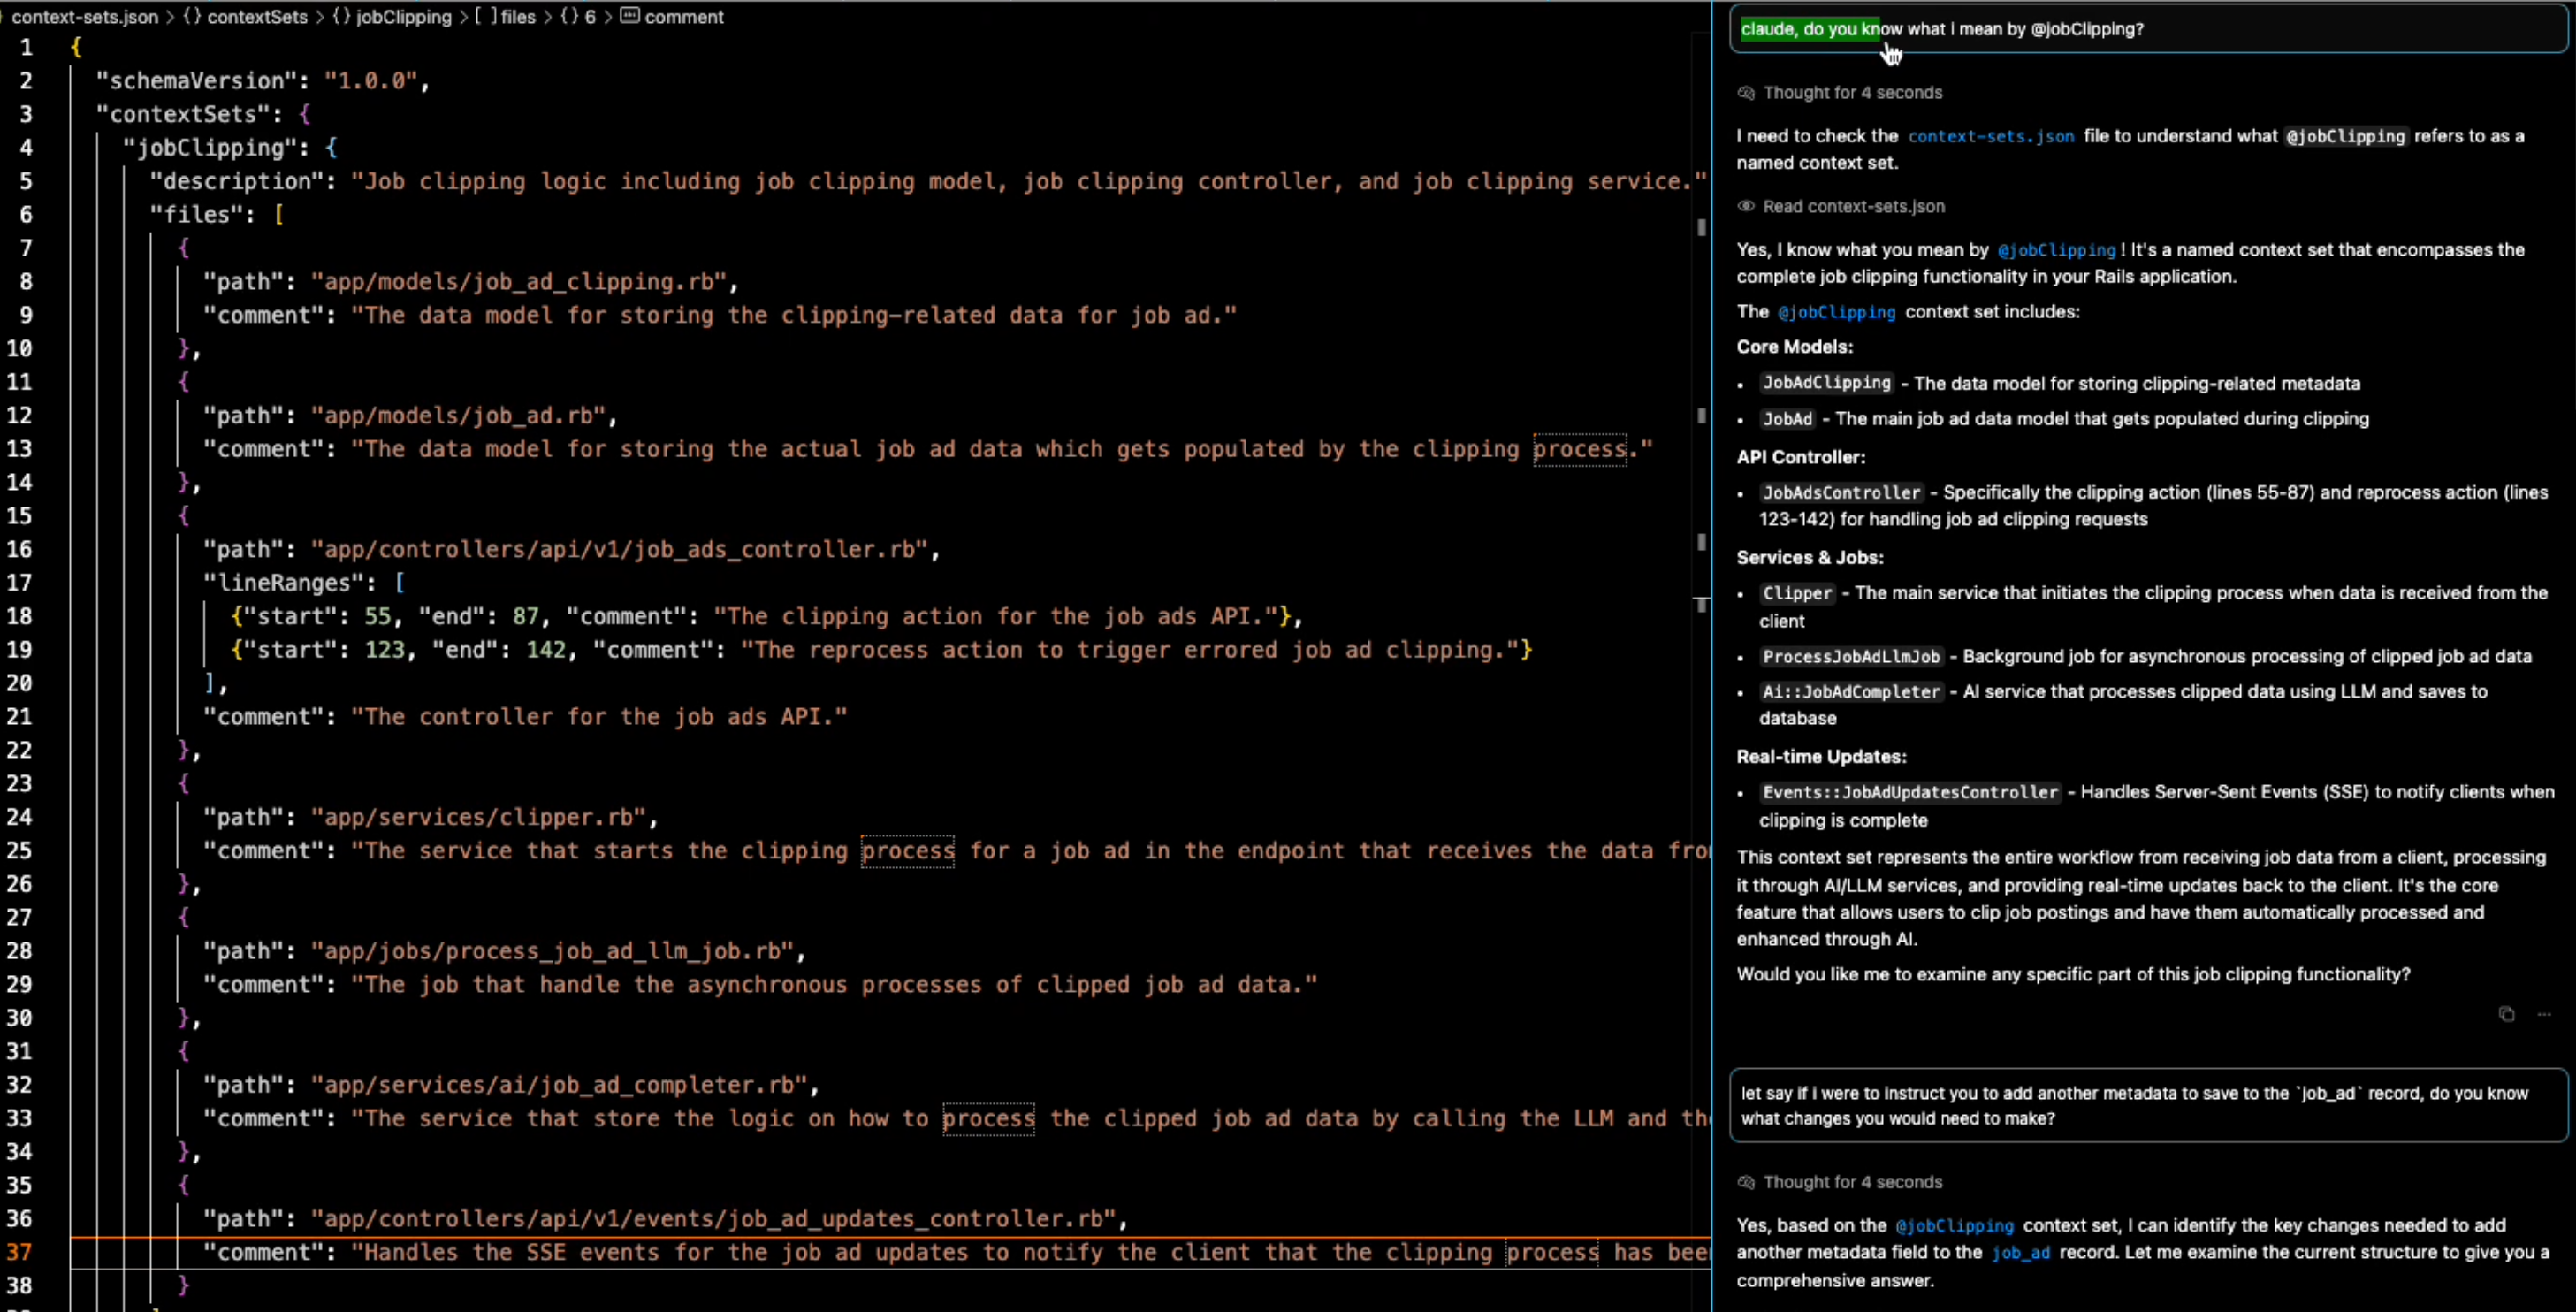 context-sets.json > {} contextSets > {} jobClipping > [ ] files > {} 6 > comment
1 {
2 "schemaVersion": "1.0.0",
3 "contextSets": {
4 "jobClipping": {
5 "description": "Job clipping logic including job clipping model, job clipping controller, and job clipping service."
6 "files": [
7 {
8 "path": "app/models/job_ad_clipping.rb",
9 "comment": "The data model for storing the clipping-related data for job ad."
10 },
11 {
12 "path": "app/models/job_ad.rb",
13 "comment": "The data model for storing the actual job ad data which gets populated by the clipping process."
14 },
15 {
16 "path": "app/controllers/api/v1/job_ads_controller.rb",
17 "lineRanges": [
18 {"start": 55, "end": 87, "comment": "The clipping action for the job ads API."},
19 {"start": 123, "end": 142, "comment": "The reprocess action to trigger errored job ad clipping."}
20 ],
21 "comment": "The controller for the job ads API."
22 },
23 {
24 "path": "app/services/clipper.rb",
25 "comment": "The service that starts the clipping process for a job ad in the endpoint that receives the data
26 },
27 {
28 "path": "app/jobs/process_job_ad_llm_job.rb",
29 "comment": "The job that handle the asynchronous processes of clipped job ad data."
30 },
31 {
32 "path": "app/services/ai/job_ad_completer.rb",
33 "comment": "The service that store the logic on how to process the clipped job ad data by calling the LLM and
34 },
35 {
36 "path": "app/controllers/api/v1/events/job_ad_updates_controller.rb",
37 "comment": "Handles the SSE events for the job ad updates to notify the client that the clipping process has
38 }
claude, do you know what I mean by @jobClipping?
Thought for 4 seconds
I need to check the context-sets.json file to understand what @jobClipping refers to as a
named context set.
Read context-sets.json
Yes, I know what you mean by @jobClipping! It's a named context set that encompasses the
complete job clipping functionality in your Rails application.
The @jobClipping context set includes:
Core Models:
• JobAdClipping - The data model for storing clipping-related metadata
• JobAd - The main job ad data model that gets populated during clipping
API Controller:
• JobAdsController - Specifically the clipping action (lines 55-87) and reprocess action (lines
123-142) for handling job ad clipping requests
Services & Jobs:
• Clipper - The main service that initiates the clipping process when data is received from the
client
• ProcessJobAdLlmJob - Background job for asynchronous processing of clipped job ad data
• Ai::JobAdCompleter - AI service that processes clipped data using LLM and saves to
database
Real-time Updates:
• Events::JobAdUpdatesController - Handles Server-Sent Events (SSE) to notify clients when
clipping is complete
This context set represents the entire workflow from receiving job data from a client, processing
it through AI/LLM services, and providing real-time updates back to the client. It's the core
feature that allows users to clip job postings and have them automatically processed and
enhanced through AI.
Would you like me to examine any specific part of this job clipping functionality?
let say if i were to instruct you to add another metadata to save to the `job_ad` record, do you know
what changes you would need to make?
Thought for 4 seconds
Yes, based on the @jobClipping context set, I can identify the key changes needed to add
another metadata field to the job_ad record. Let me examine the current structure to give you a
comprehensive answer.